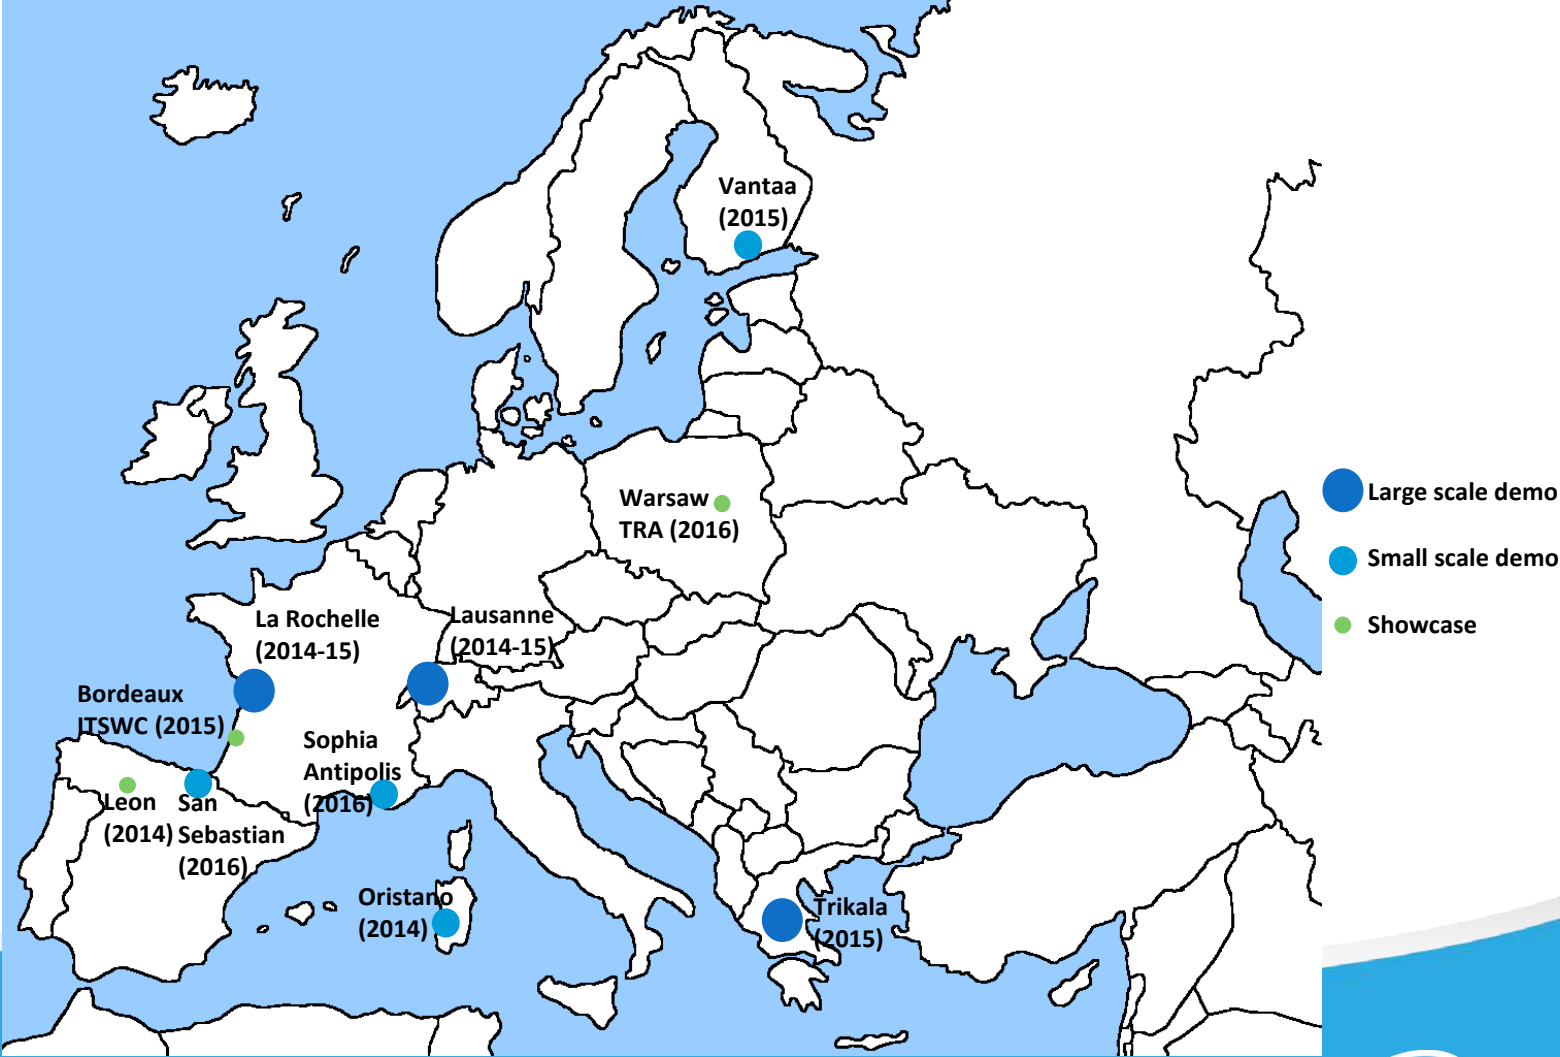 Vantaa
(2015)
Warsaw
TRA (2016)
Large scale demo
Small scale demo
Showcase
La Rochelle
(2014-15)
Lausanne
(2014-15)
Bordeaux
ITSWC (2015)
Sophia
Antipolis
(2016)
Leon
(2014)
San
Sebastian
(2016)
Oristano
(2014)
Trikala
(2015)